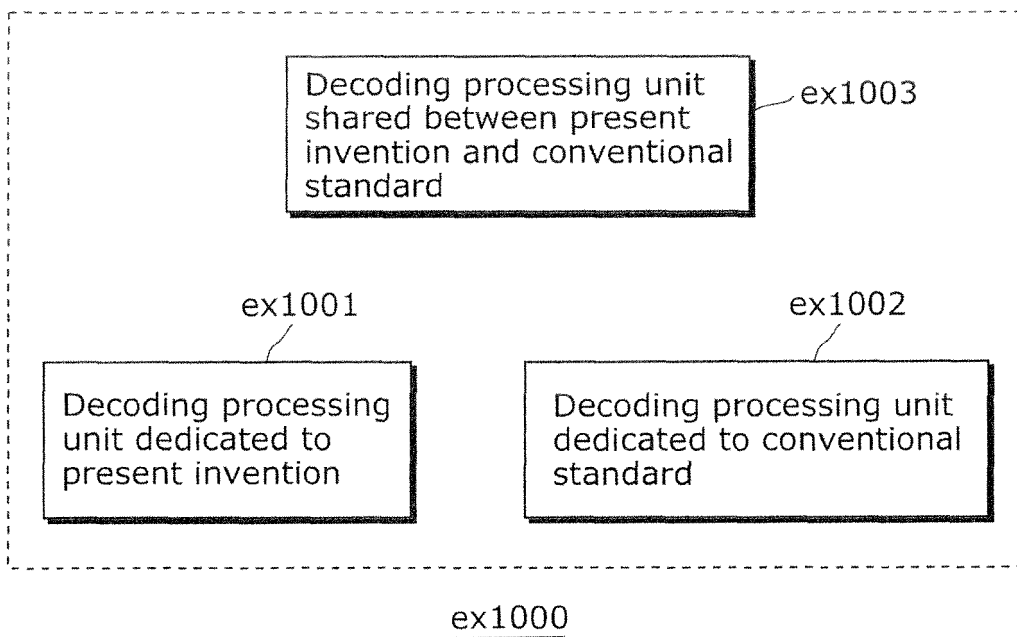 Decoding processing unit
shared between present
invention and conventional
standard
ex1003
ex1001
Decoding processing
unit dedicated to
present invention
ex1002
Decoding processing unit
dedicated to conventional
standard
ex1000